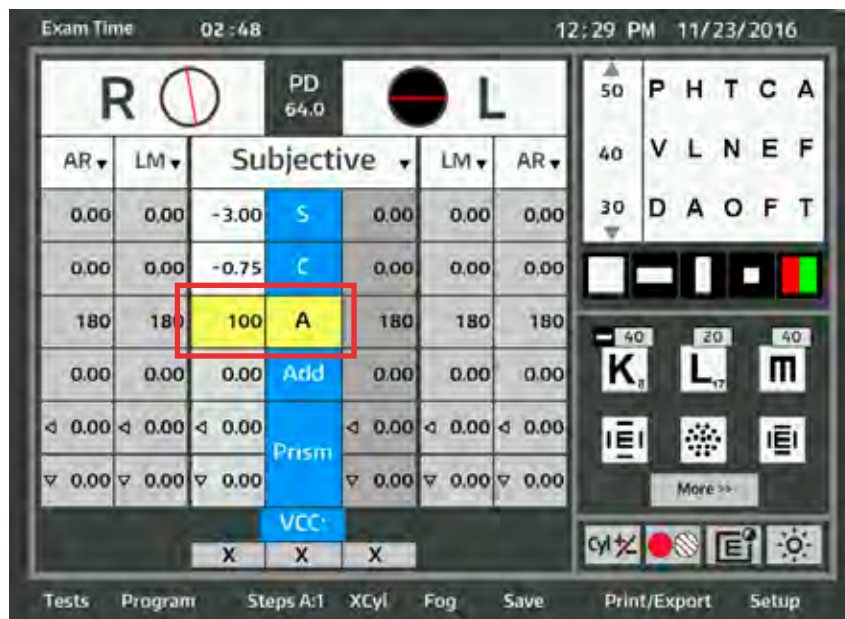 Exam Time 02:48 12:29 PM 11/23/2016
R PD 64.0 L
AR LM Subjective LM AR
0.00 0.00 -3.00 S 0.00 0.00 0.00
0.00 0.00 -0.75 C 0.00 0.00 0.00
180 180 100 A 180 180 180
0.00 0.00 0.00 Add 0.00 0.00 0.00
0.00 0.00 0.00 Prism 0.00 0.00 0.00
0.00 0.00 0.00 0.00 0.00 0.00
VCC:
X X X
50 P H T C A
40 V L N E F
30 D A O F T
40 20 40
K 8 L 17 m
E E
More >>
Cyl +/- E
Tests Program Steps A:1 XCyl Fog Save Print/Export Setup